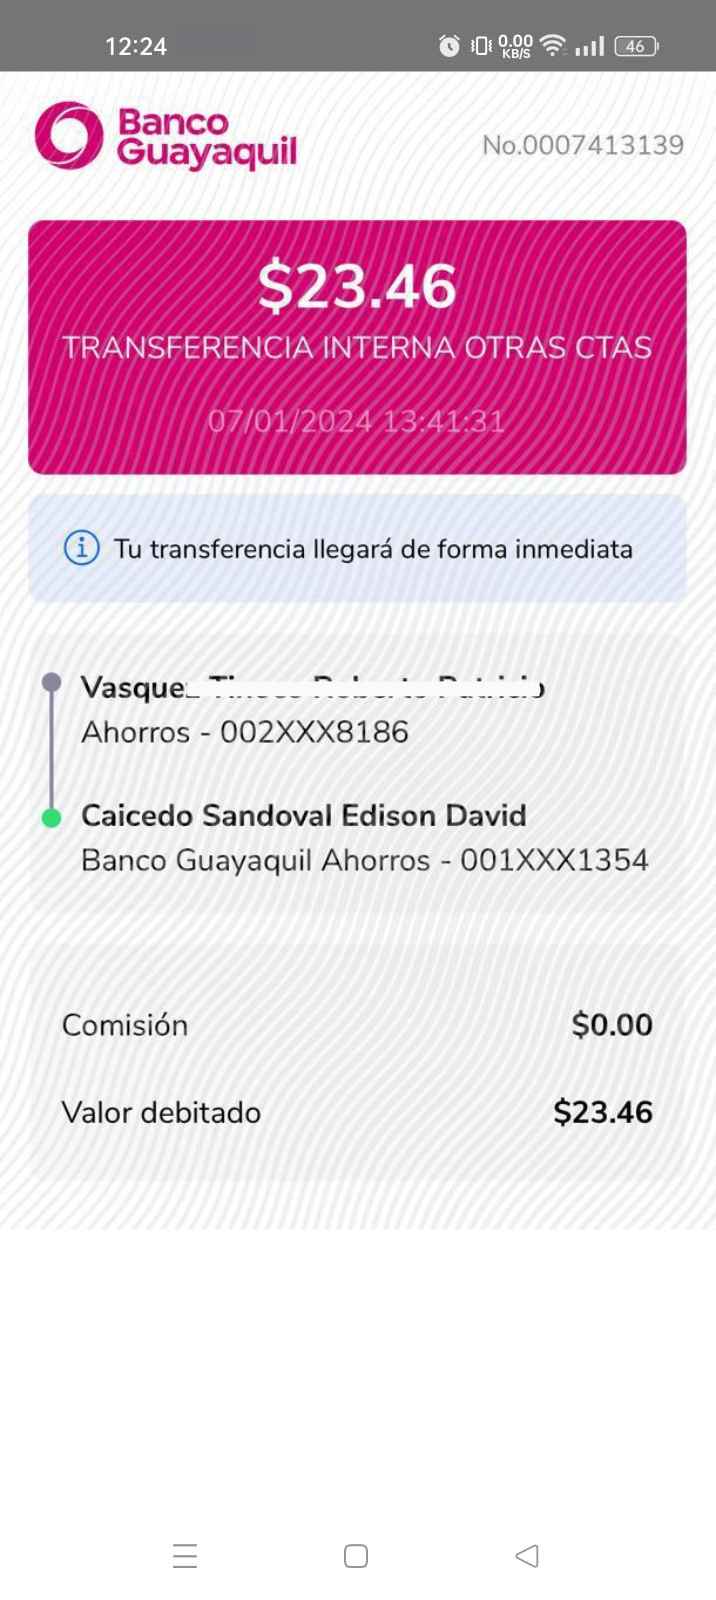 12:24
0.00
KB/S
46
Banco
Guayaquil
No.0007413139
$23.46
TRANSFERENCIA INTERNA OTRAS CTAS
07/01/2024 13:41:31
Tu transferencia llegará de forma inmediata
Ahorros - 002XXX8186
Caicedo Sandoval Edison David
Banco Guayaquil Ahorros - 001XXX1354
Comisión
$0.00
Valor debitado
$23.46